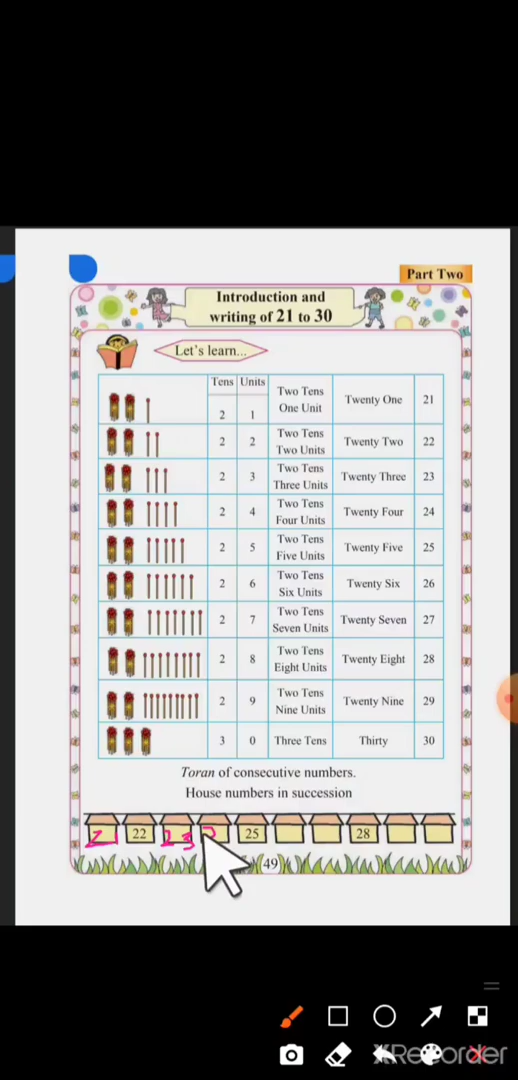 Part Two
Introduction and
writing of 21 to 30
Let's learn...
Tens Units
2 1 Two Tens One Unit Twenty One 21
2 2 Two Tens Two Units Twenty Two 22
2 3 Two Tens Three Units Twenty Three 23
2 4 Two Tens Four Units Twenty Four 24
2 5 Two Tens Five Units Twenty Five 25
2 6 Two Tens Six Units Twenty Six 26
2 7 Two Tens Seven Units Twenty Seven 27
2 8 Two Tens Eight Units Twenty Eight 28
2 9 Two Tens Nine Units Twenty Nine 29
3 0 Three Tens Thirty 30
Toran of consecutive numbers.
House numbers in succession
21 22 23 25 28
49
XRecorder